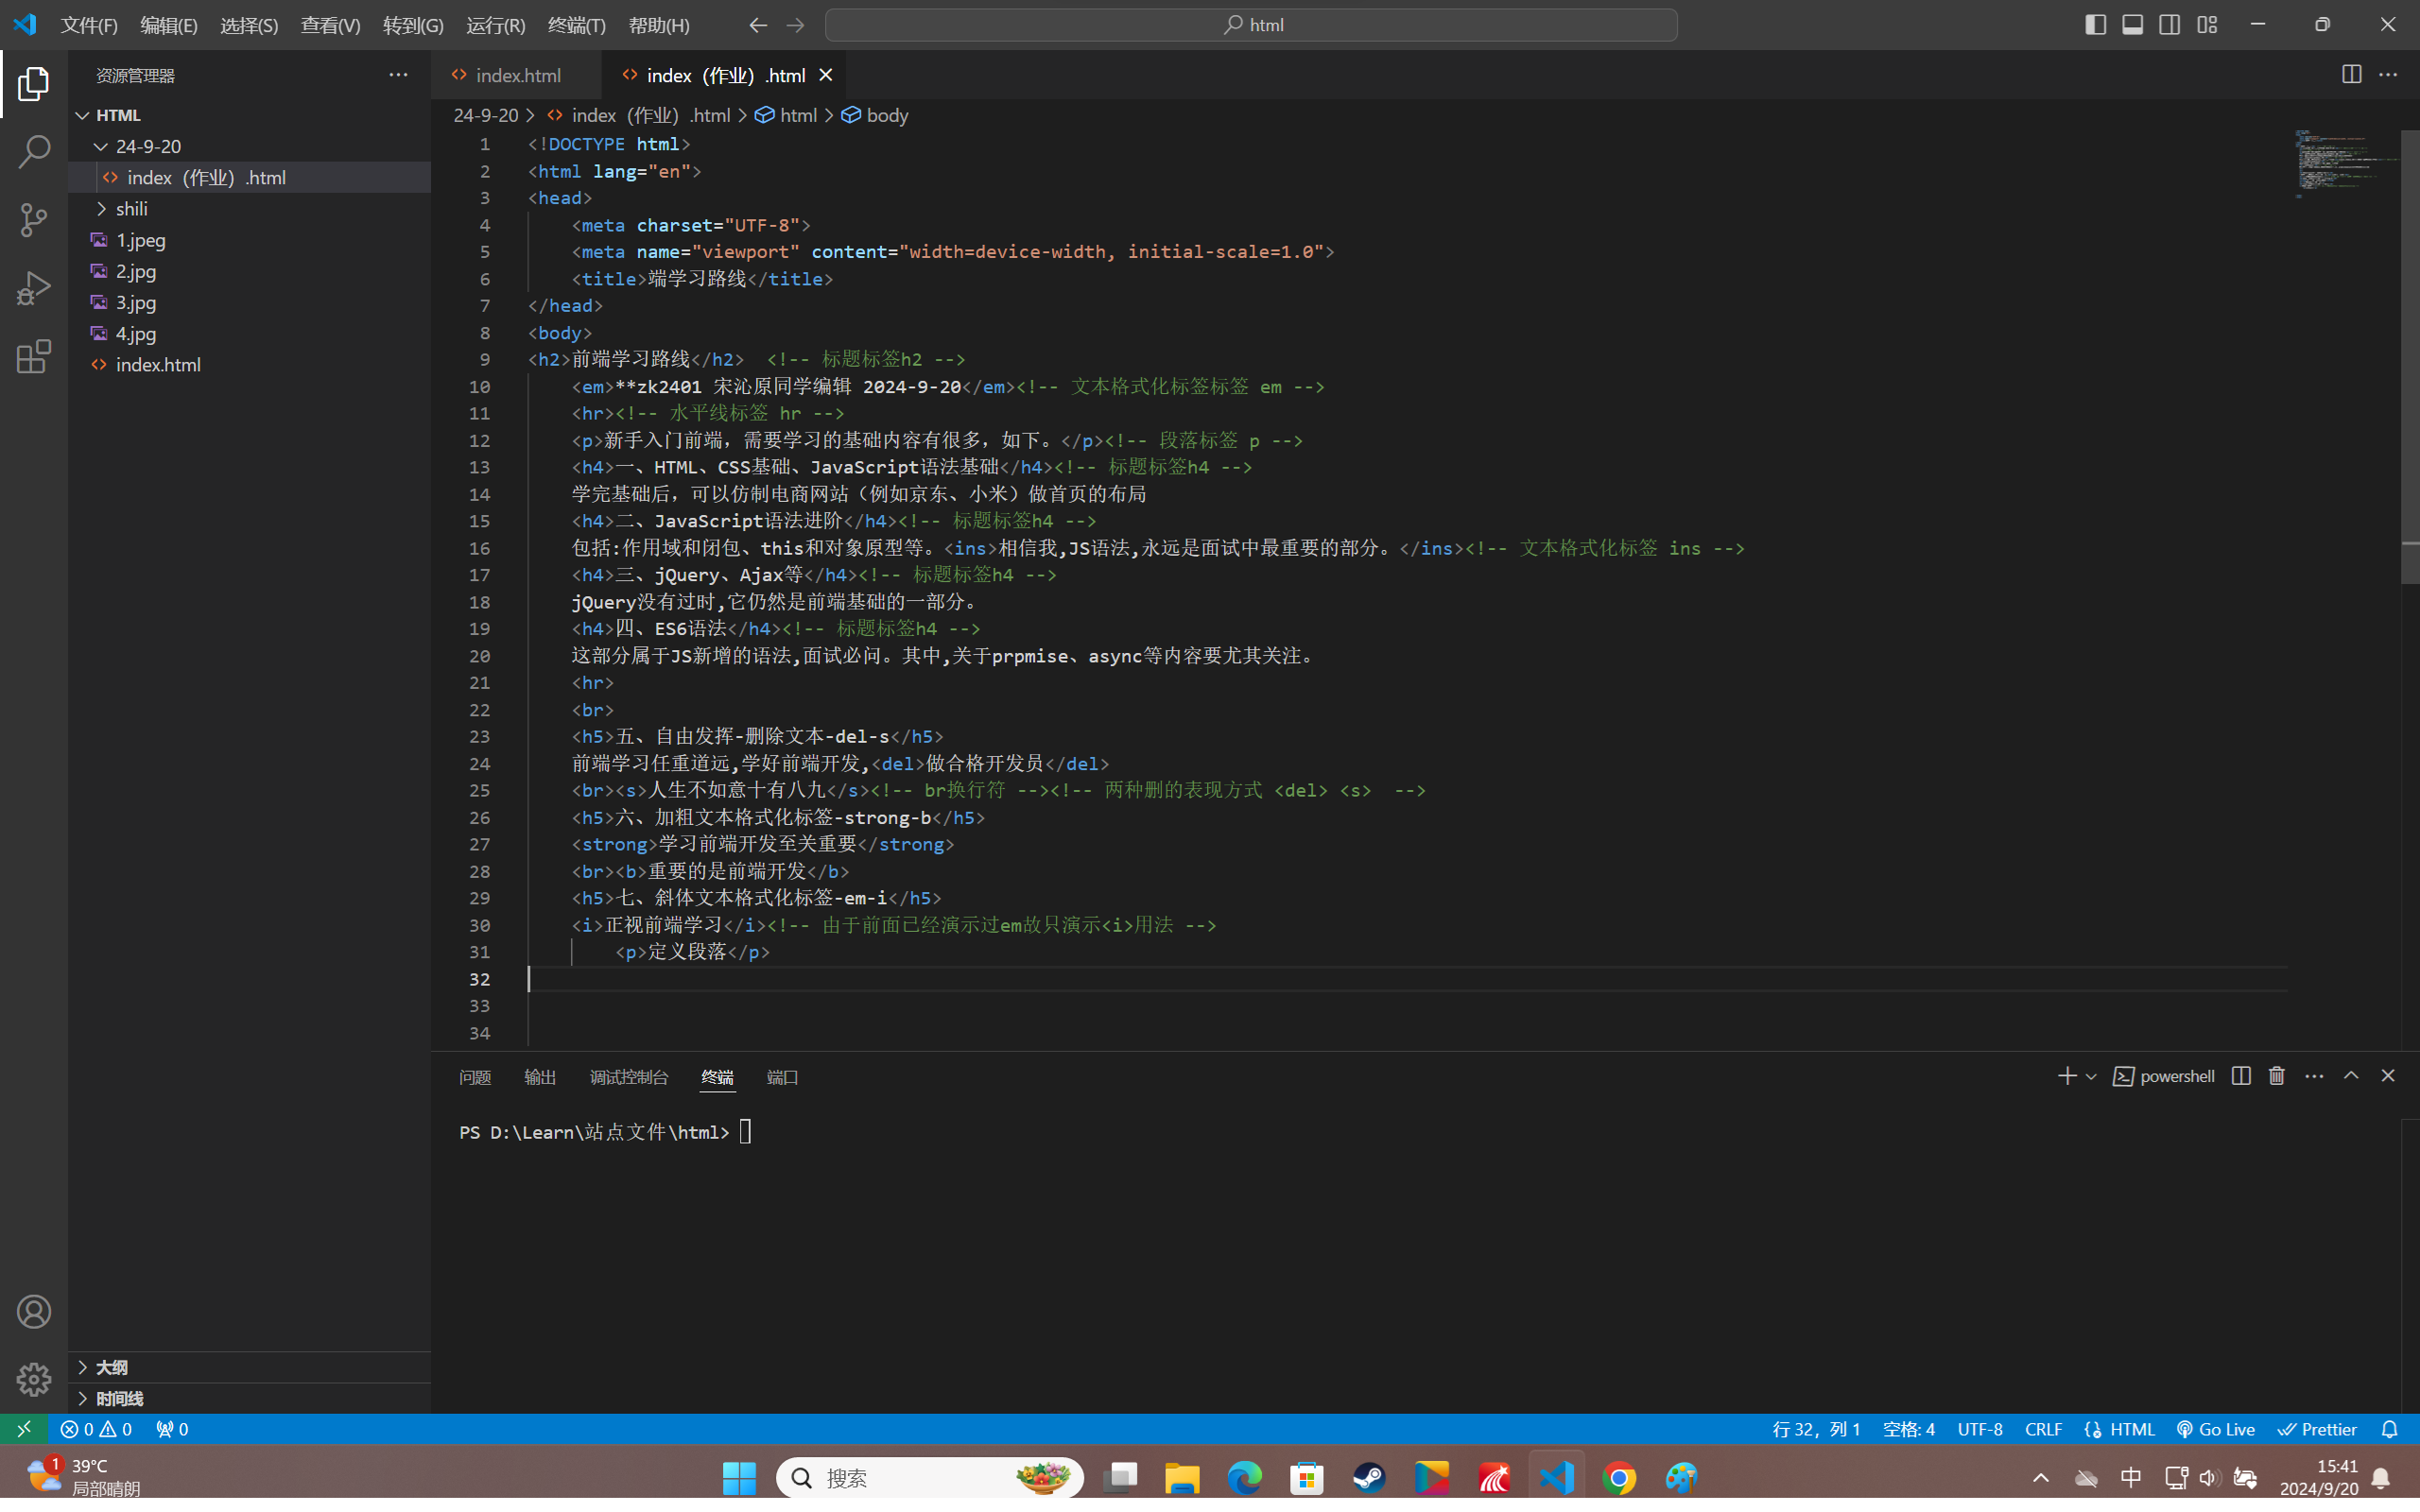 文件(F) 编辑(E) 选择(S) 查看(V) 转到(G) 运行(R) 终端(T) 帮助(H) html
资源管理器
index.html index（作业）.html
HTML
24-9-20
index（作业）.html
shili
1.jpeg
2.jpg
3.jpg
4.jpg
index.html
24-9-20 > index（作业）.html > html > body
1 <!DOCTYPE html>
2 <html lang="en">
3 <head>
4 <meta charset="UTF-8">
5 <meta name="viewport" content="width=device-width, initial-scale=1.0">
6 <title>端学习路线</title>
7 </head>
8 <body>
9 <h2>前端学习路线</h2> <!-- 标题标签h2 -->
10 <em>**zk2401 宋沁原同学编辑 2024-9-20</em><!-- 文本格式化标签标签 em -->
11 <hr><!-- 水平线标签 hr -->
12 <p>新手入门前端，需要学习的基础内容有很多，如下。</p><!-- 段落标签 p -->
13 <h4>一、HTML、CSS基础、JavaScript语法基础</h4><!-- 标题标签h4 -->
14 学完基础后，可以仿制电商网站（例如京东、小米）做首页的布局
15 <h4>二、JavaScript语法进阶</h4><!-- 标题标签h4 -->
16 包括:作用域和闭包、this和对象原型等。<ins>相信我,JS语法,永远是面试中最重要的部分。</ins><!-- 文本格式化标签 ins -->
17 <h4>三、jQuery、Ajax等</h4><!-- 标题标签h4 -->
18 jQuery没有过时,它仍然是前端基础的一部分。
19 <h4>四、ES6语法</h4><!-- 标题标签h4 -->
20 这部分属于JS新增的语法,面试必问。其中,关于prpmise、async等内容要尤其关注。
21 <hr>
22 <br>
23 <h5>五、自由发挥-删除文本-del-s</h5>
24 前端学习任重道远,学好前端开发,<del>做合格开发员</del>
25 <br><s>人生不如意十有八九</s><!-- br换行符 --><!-- 两种删的表现方式 <del> <s>  -->
26 <h5>六、加粗文本格式化标签-strong-b</h5>
27 <strong>学习前端开发至关重要</strong>
28 <br><b>重要的是前端开发</b>
29 <h5>七、斜体文本格式化标签-em-i</h5>
30 <i>正视前端学习</i><!-- 由于前面已经演示过em故只演示<i>用法 -->
31 <p>定义段落</p>
32
33
34
问题 输出 调试控制台 终端 端口 powershell
PS D:\Learn\站点文件\html>
大纲
时间线
0 0 0 行 32，列 1 空格: 4 UTF-8 CRLF HTML Go Live Prettier
1 39°C
局部晴朗
搜索
中
15:41
2024/9/20